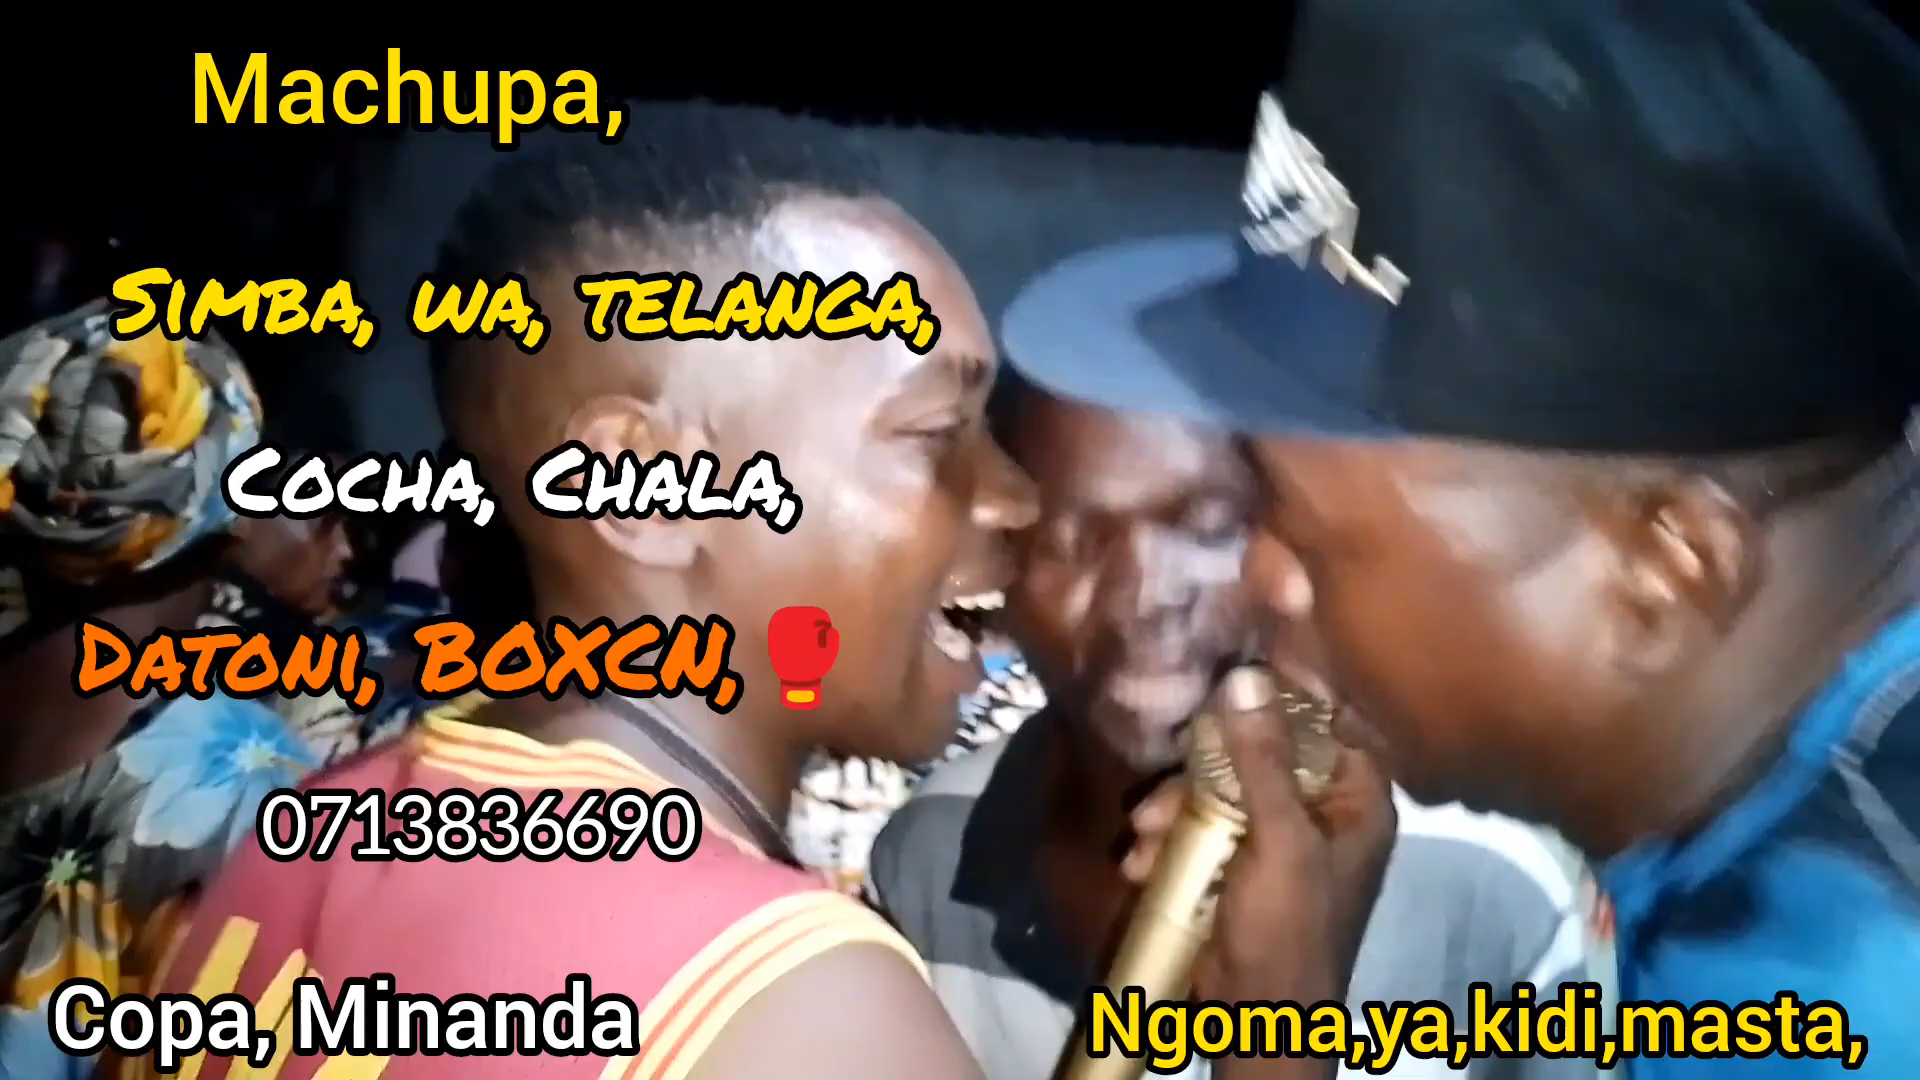 Machupa,
Simba, wa, telanga,
Cocha, Chala,
Datoni, BOXCN,🥊
0713836690
Copa, Minanda
Ngoma,ya,kidi,masta,